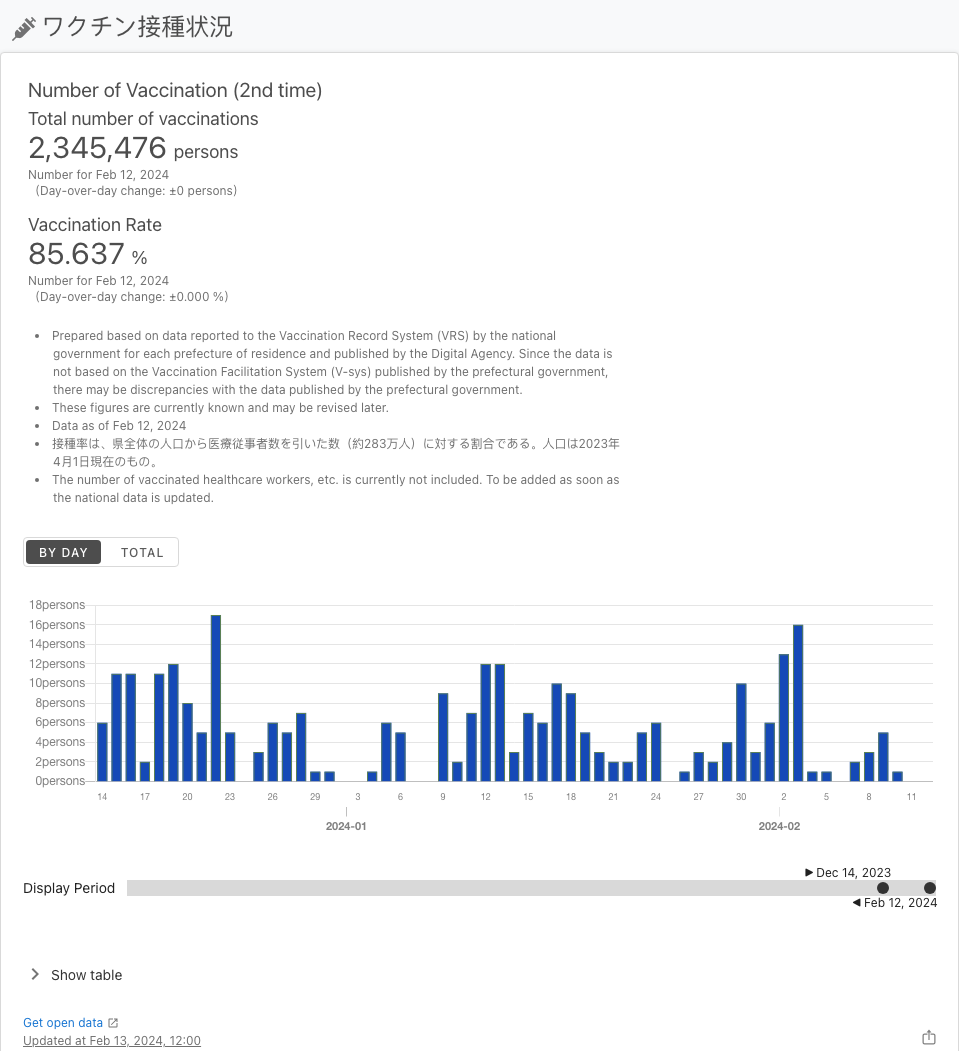 ワクチン接種状況
Number of Vaccination (2nd time)
Total number of vaccinations
2,345,476 persons
Number for Feb 12, 2024
(Day-over-day change: ±0 persons)
Vaccination Rate
85.637 %
Number for Feb 12, 2024
(Day-over-day change: ±0.000 %)
• Prepared based on data reported to the Vaccination Record System (VRS) by the national
government for each prefecture of residence and published by the Digital Agency. Since the data is
not based on the Vaccination Facilitation System (V-sys) published by the prefectural government,
there may be discrepancies with the data published by the prefectural government.
• These figures are currently known and may be revised later.
• Data as of Feb 12, 2024
• 接種率は、県全体の人口から医療従事者数を引いた数（約283万人）に対する割合である。人口は2023年
4月1日現在のもの。
• The number of vaccinated healthcare workers, etc. is currently not included. To be added as soon as
the national data is updated.
BY DAY TOTAL
18persons
16persons
14persons
12persons
10persons
8persons
6persons
4persons
2persons
0persons
14 17 20 23 26 29 3 6 9 12 15 18 21 24 27 30 2 5 8 11
2024-01 2024-02
▶ Dec 14, 2023
Display Period
◀ Feb 12, 2024
Show table
Get open data
Updated at Feb 13, 2024, 12:00